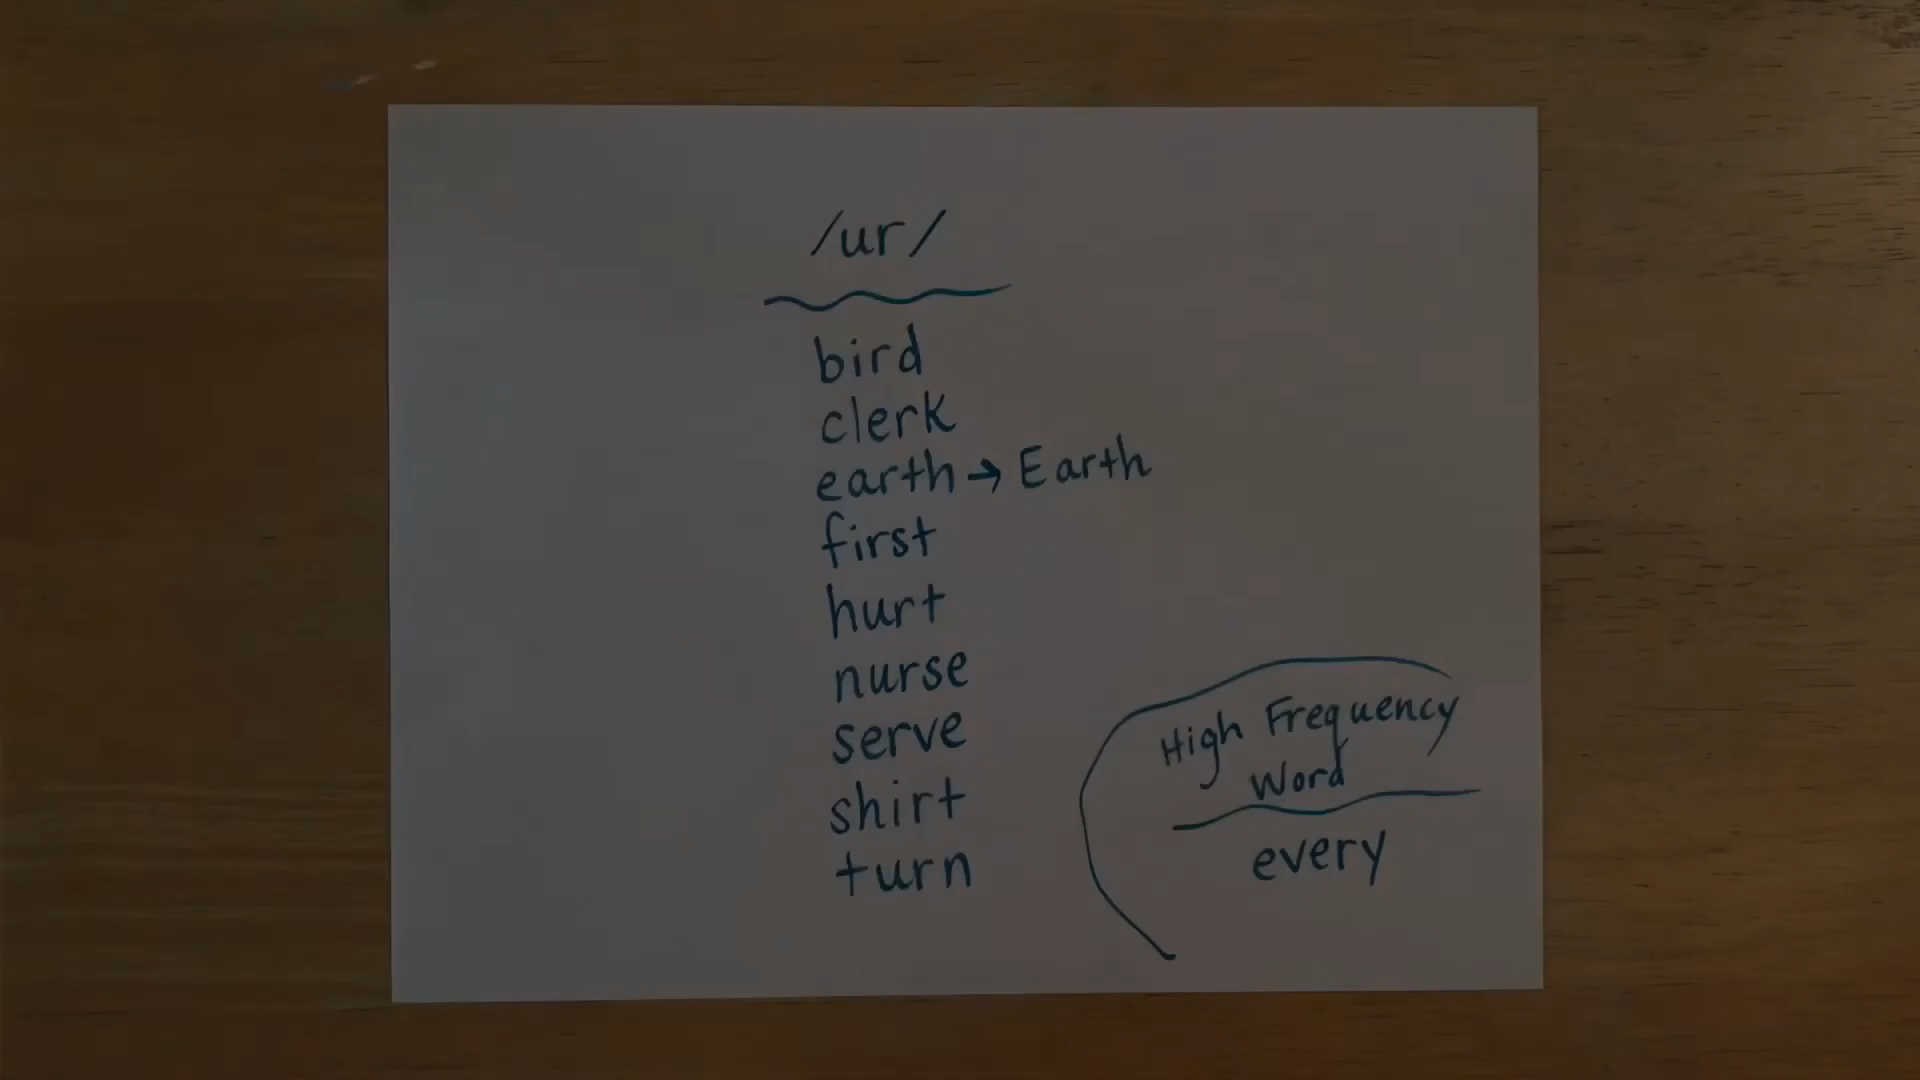 /ur/
bird
clerk
earth → Earth
first
hurt
nurse
serve
shirt
turn
High Frequency
Word
every